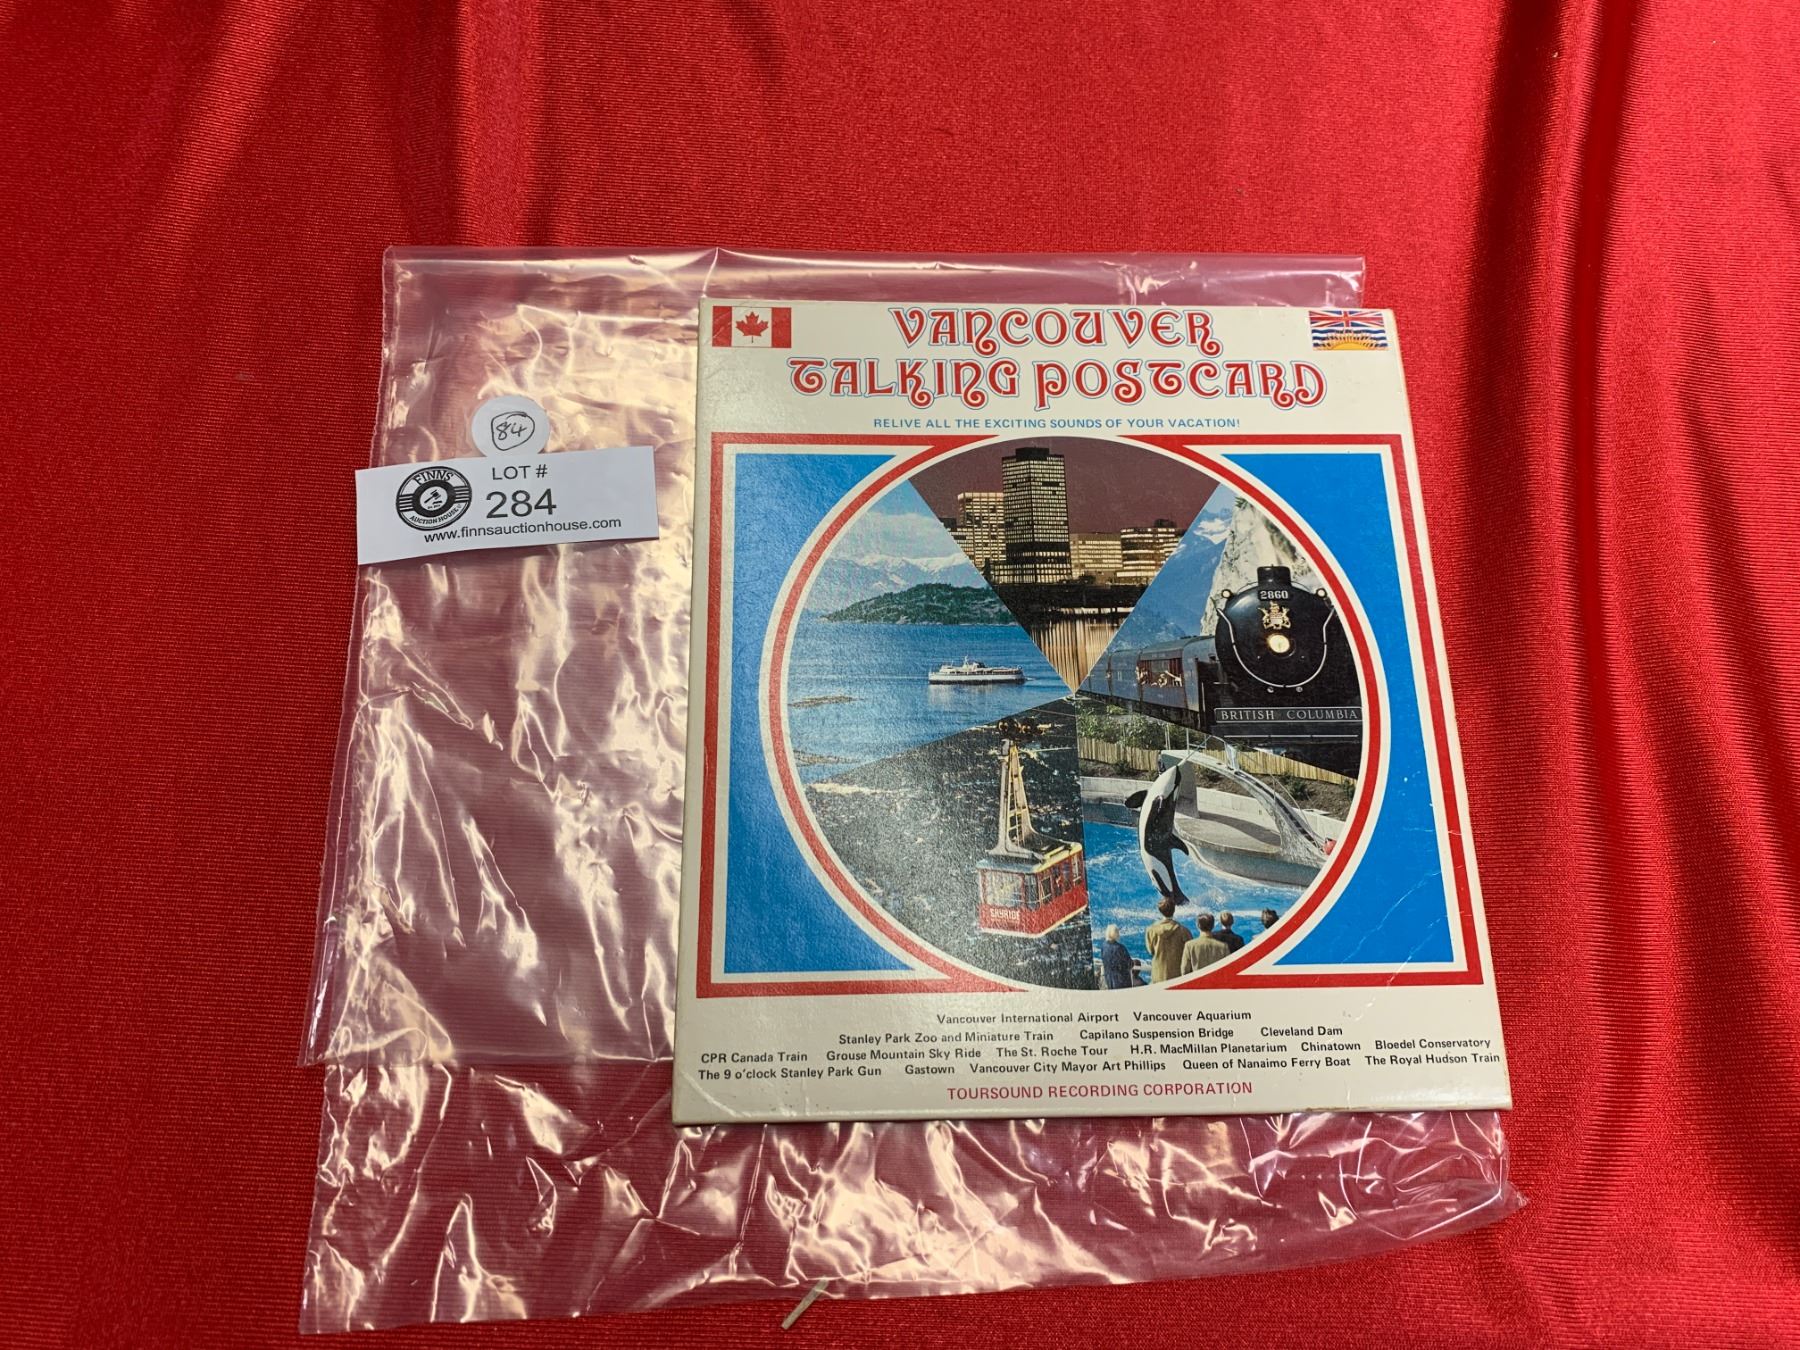 VANCOUVER
TALKING POSTCARD
RELIVE ALL THE EXCITING SOUNDS OF YOUR VACATION!
84
LOT #
284
FINNS
AUCTION HOUSE
www.finnsauctionhouse.com
2860
BRITISH COLUMBIA
SKYRIDE
Vancouver International Airport Vancouver Aquarium
Stanley Park Zoo and Miniature Train Capilano Suspension Bridge Cleveland Dam
CPR Canada Train Grouse Mountain Sky Ride The St. Roche Tour H.R. MacMillan Planetarium Chinatown Bloedel Conservatory
The 9 o'clock Stanley Park Gun Gastown Vancouver City Mayor Art Phillips Queen of Nanaimo Ferry Boat The Royal Hudson Train
TOURSOUND RECORDING CORPORATION